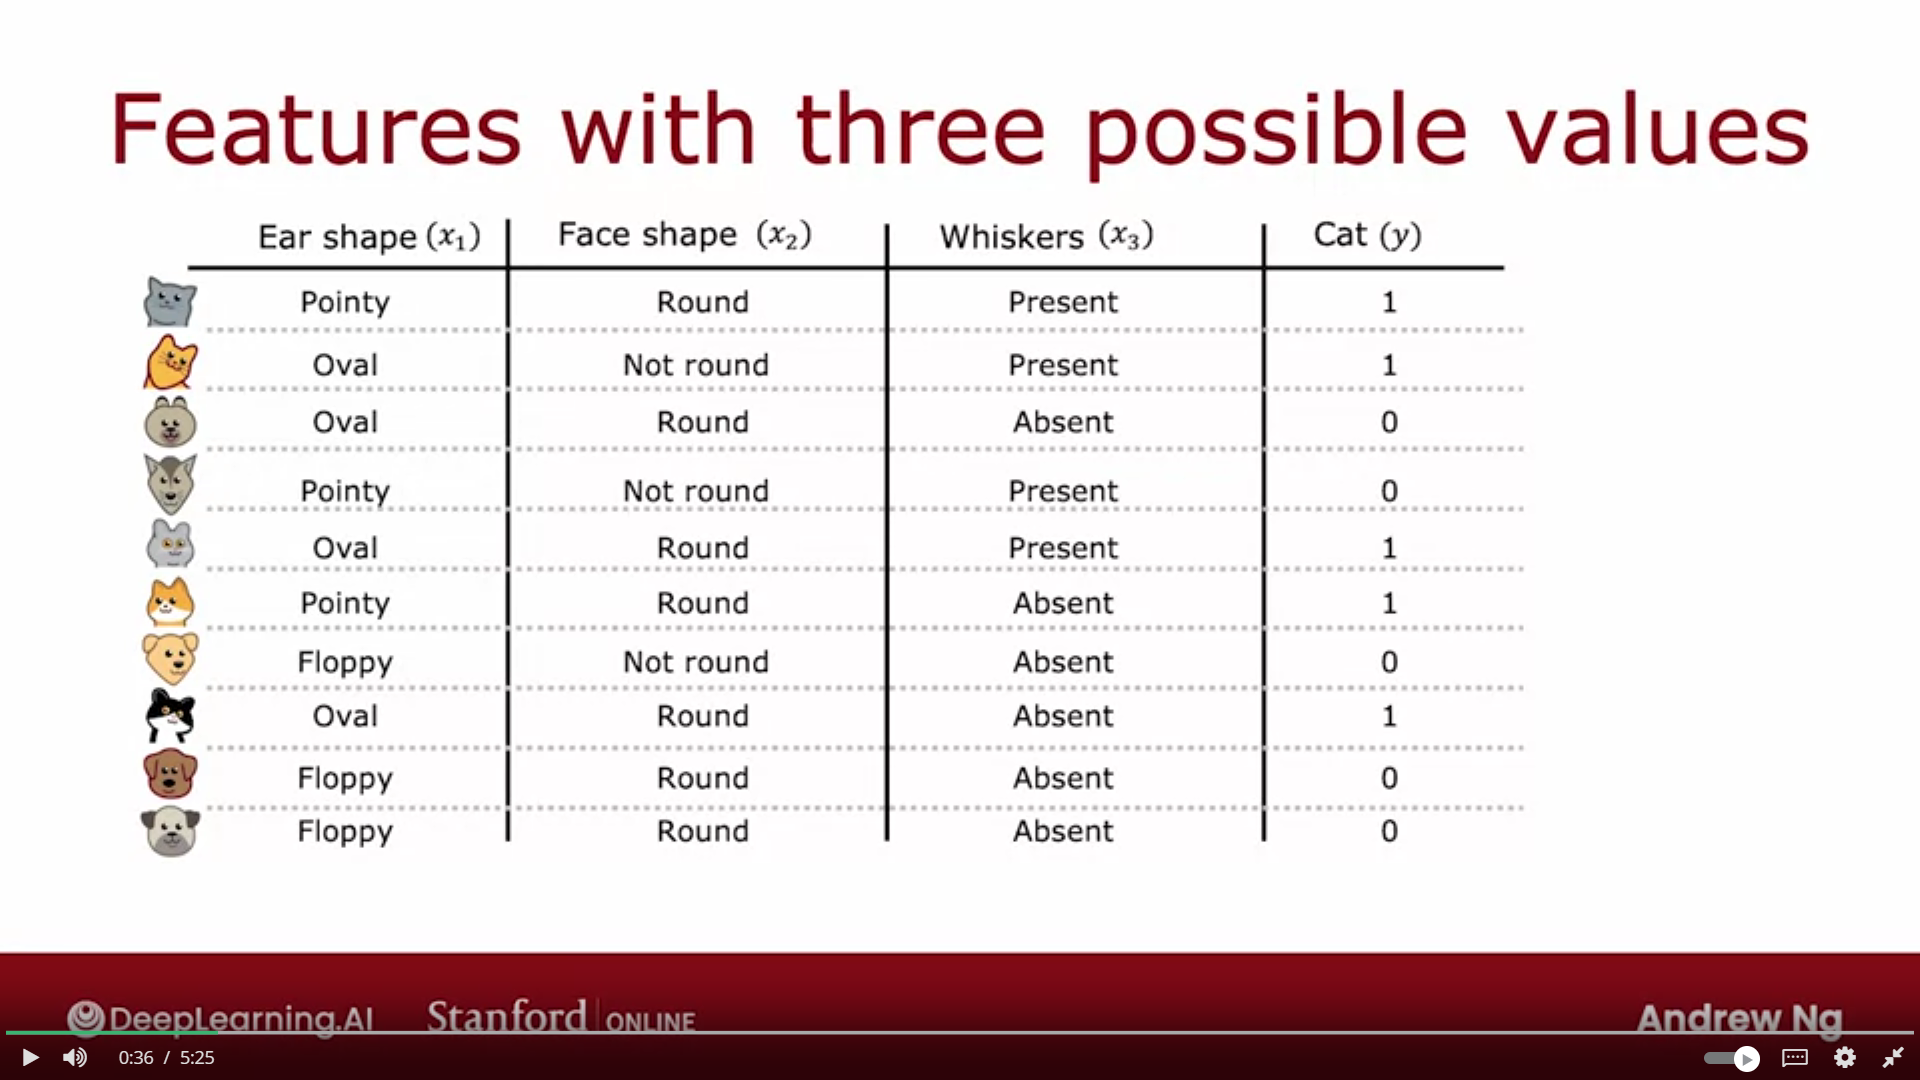 Features with three possible values
Ear shape (x₁) Face shape (x₂) Whiskers (x₃) Cat (y)
Pointy Round Present 1
Oval Not round Present 1
Oval Round Absent 0
Pointy Not round Present 0
Oval Round Present 1
Pointy Round Absent 1
Floppy Not round Absent 0
Oval Round Absent 1
Floppy Round Absent 0
Floppy Round Absent 0
DeepLearning.AI Stanford ONLINE Andrew Ng
0:36 / 5:25